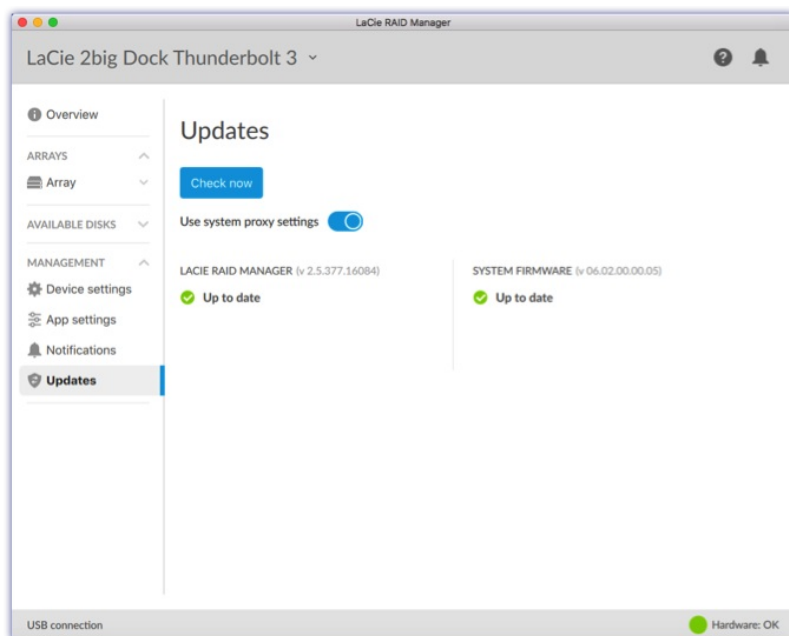 LaCie RAID Manager
LaCie 2big Dock Thunderbolt 3
Overview
ARRAYS
Array
AVAILABLE DISKS
MANAGEMENT
Device settings
App settings
Notifications
Updates
Updates
Check now
Use system proxy settings
LACIE RAID MANAGER (v 2.5.377.16084)
Up to date
SYSTEM FIRMWARE (v 06.02.00.00.05)
Up to date
USB connection
Hardware: OK